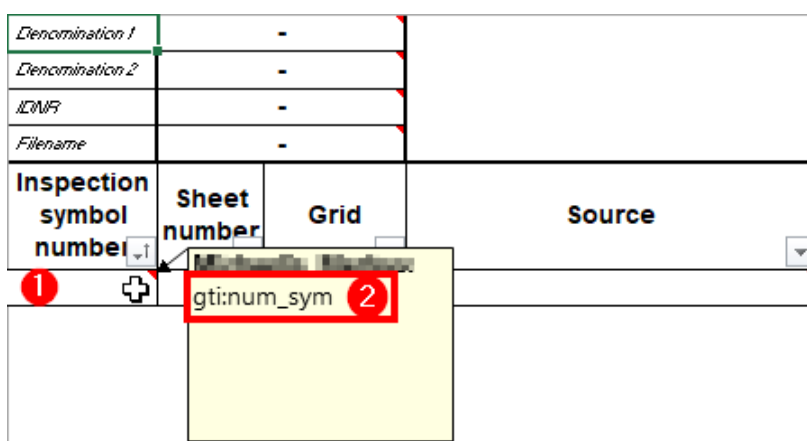 Denomination 1 -
Denomination 2 -
IDNR -
Filename -
Inspection symbol number
Sheet number
Grid
Source
1
gti:num_sym 2